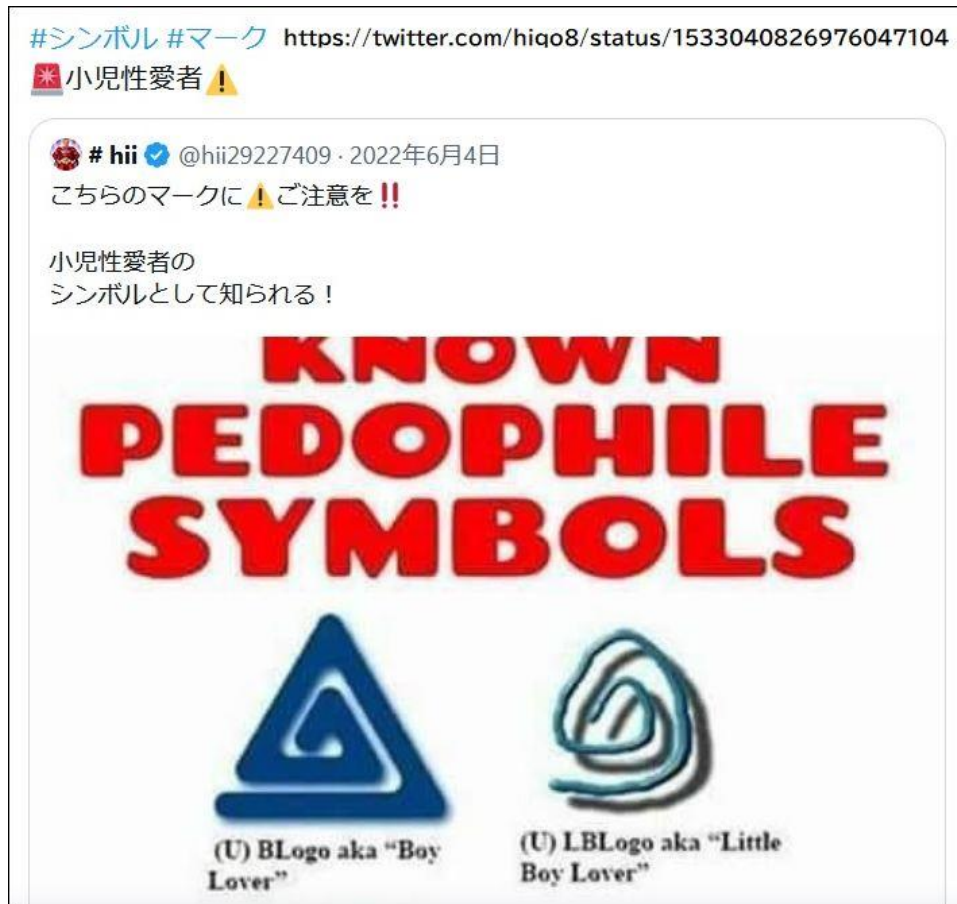 #シンボル #マーク https://twitter.com/higo8/status/1533040826976047104
🚨小児性愛者⚠️
# hii @hii29227409 · 2022年6月4日
こちらのマークに⚠️ご注意を‼️
小児性愛者の
シンボルとして知られる！
KNOWN
PEDOPHILE
SYMBOLS
(U) BLogo aka “Boy
Lover”
(U) LBLogo aka “Little
Boy Lover”